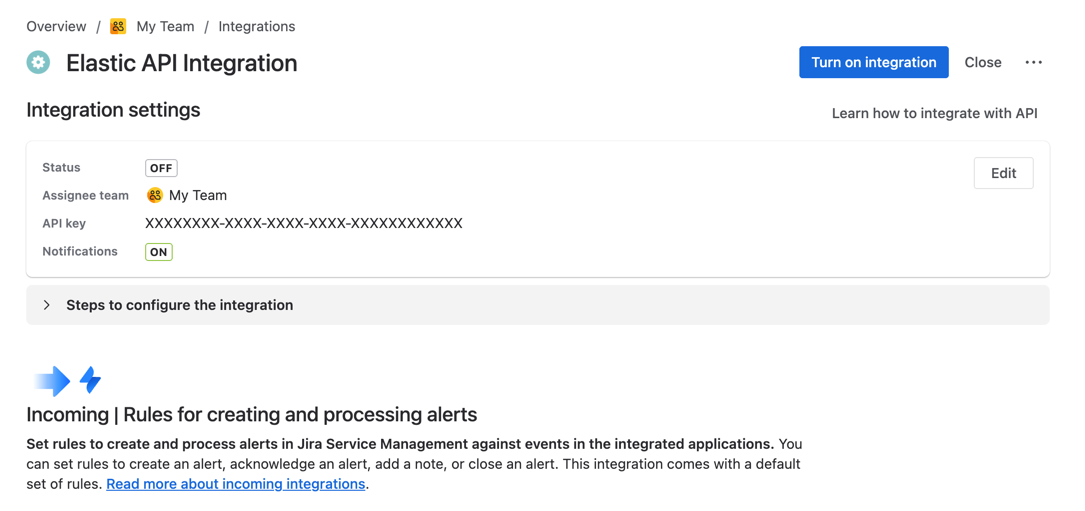 Overview / My Team / Integrations
Elastic API Integration
Turn on integration Close ...
Integration settings
Learn how to integrate with API
Status OFF
Edit
Assignee team My Team
API key XXXXXXXX-XXXX-XXXX-XXXX-XXXXXXXXXXXX
Notifications ON
Steps to configure the integration
Incoming | Rules for creating and processing alerts
Set rules to create and process alerts in Jira Service Management against events in the integrated applications. You
can set rules to create an alert, acknowledge an alert, add a note, or close an alert. This integration comes with a default
set of rules. Read more about incoming integrations.